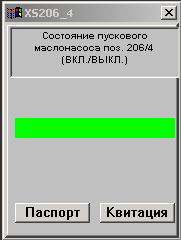 XS206_4
Состояние пускового
маслонасоса поз. 206/4
(ВКЛ./ВЫКЛ.)
Паспорт
Квитация